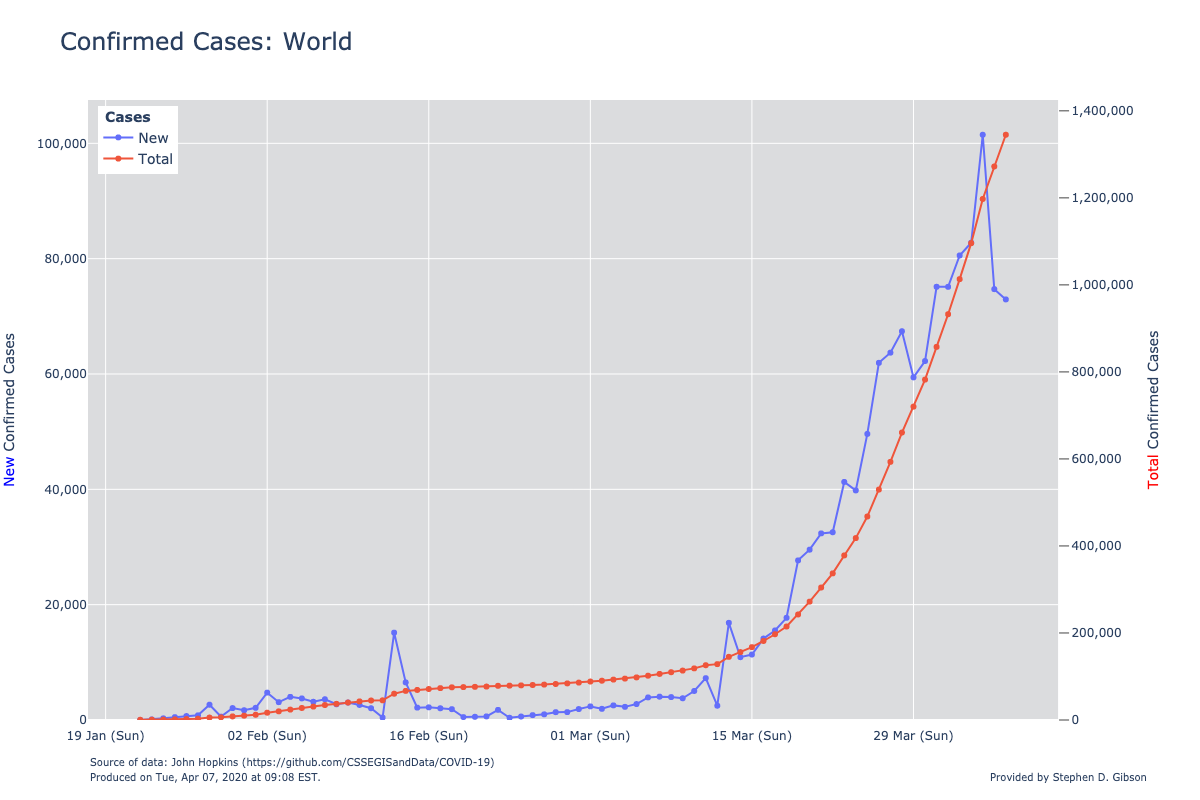 Confirmed Cases: World
Cases
New
Total
100,000
80,000
60,000
40,000
20,000
0
New Confirmed Cases
1,400,000
1,200,000
1,000,000
800,000
600,000
400,000
200,000
0
Total Confirmed Cases
19 Jan (Sun) 02 Feb (Sun) 16 Feb (Sun) 01 Mar (Sun) 15 Mar (Sun) 29 Mar (Sun)
Source of data: John Hopkins (https://github.com/CSSEGISandData/COVID-19)
Produced on Tue, Apr 07, 2020 at 09:08 EST.
Provided by Stephen D. Gibson